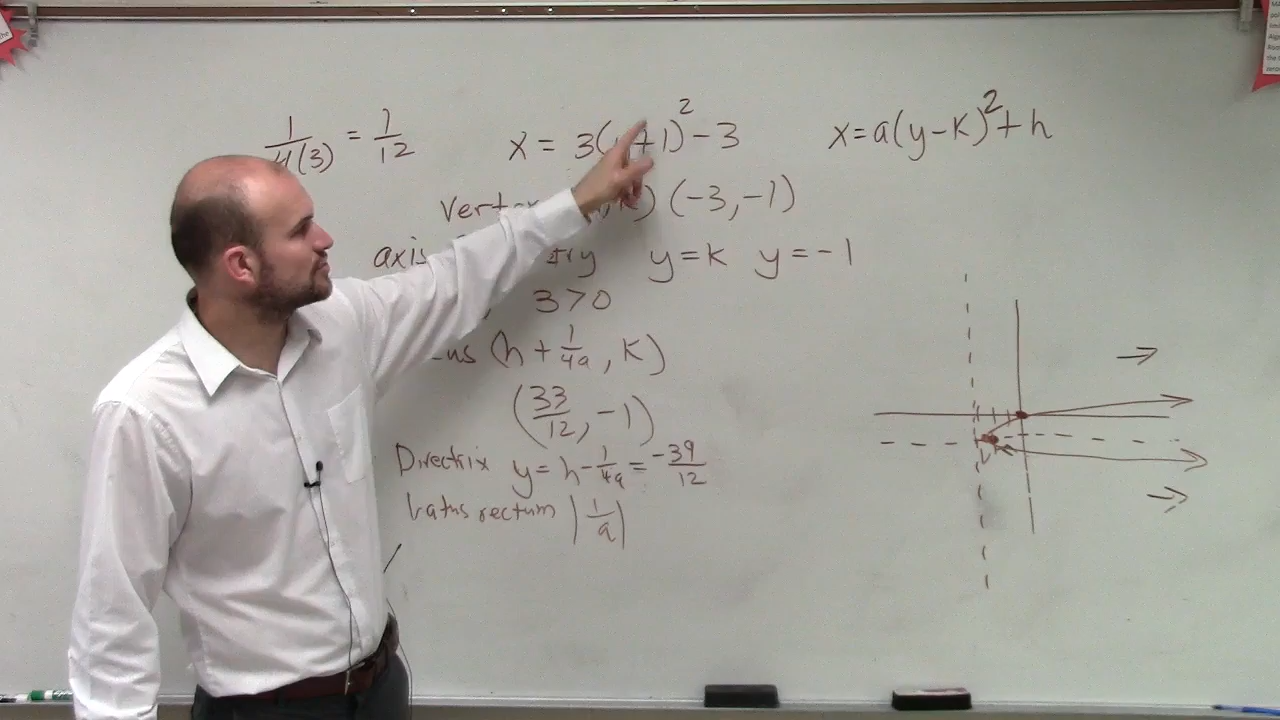 1/4(3) = 1/12
x = 3(y+1)² - 3
x = a(y-k)² + h
(-3, -1)
axis y = k y = -1
3 > 0
(h + 1/4a, k)
(33/12, -1)
Directrix y = h - 1/4a = -39/12
Latus rectum |1/a|